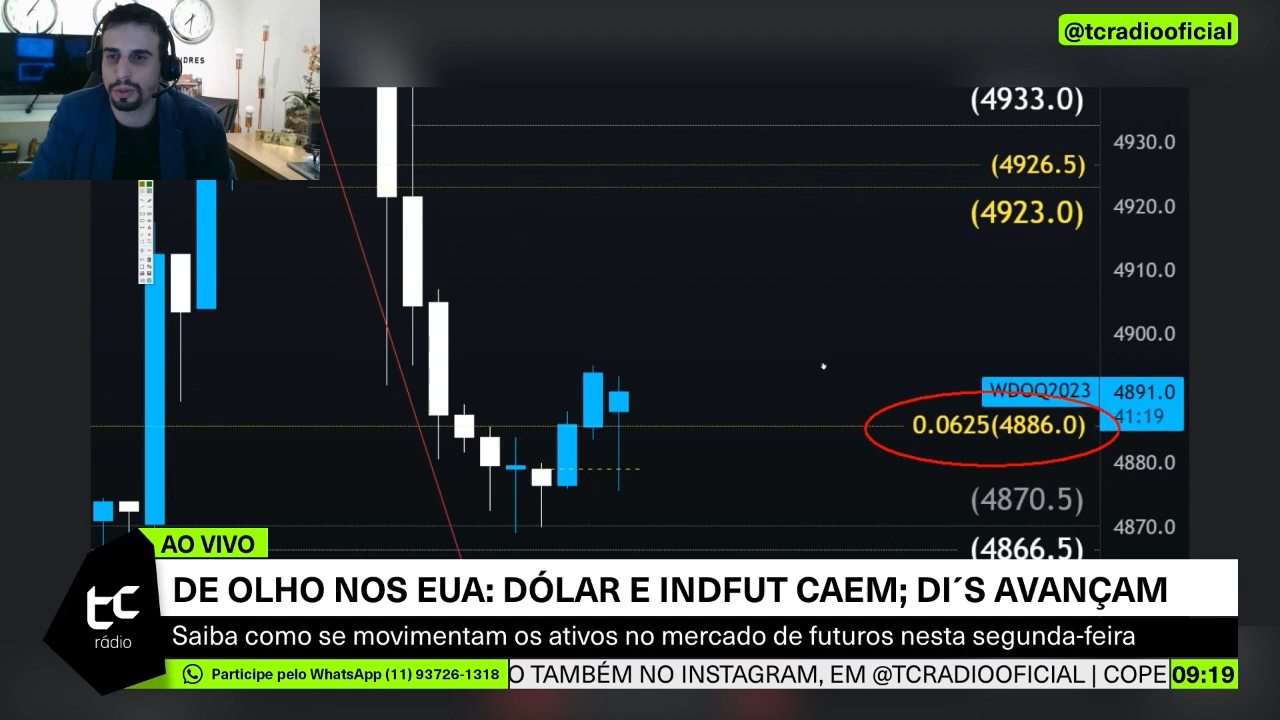 @tcradiooficial
DRES
(4933.0)
4930.0
(4926.5)
4920.0
(4923.0)
4910.0
4900.0
WDOQ2023
4891.0
41:19
0.0625(4886.0)
4880.0
(4870.5)
4870.0
(4866.5)
AO VIVO
DE OLHO NOS EUA: DÓLAR E INDFUT CAEM; DI´S AVANÇAM
tc
rádio
Saiba como se movimentam os ativos no mercado de futuros nesta segunda-feira
Participe pelo WhatsApp (11) 93726-1318
O TAMBÉM NO INSTAGRAM, EM @TCRADIOOFICIAL | COPE
09:19